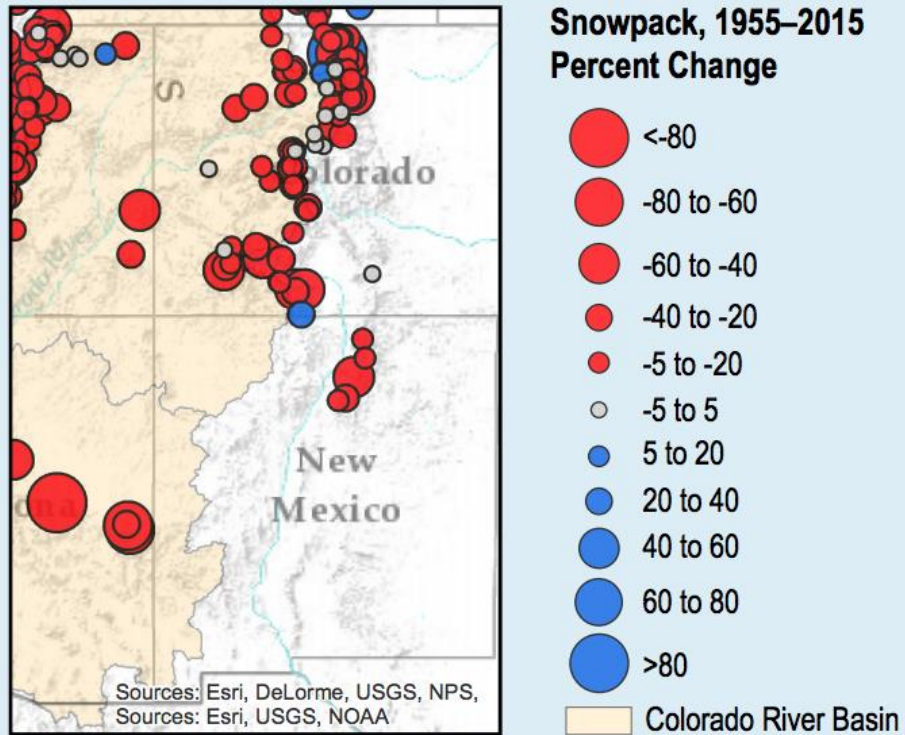 Snowpack, 1955–2015
Percent Change
<-80
-80 to -60
-60 to -40
-40 to -20
-5 to -20
-5 to 5
5 to 20
20 to 40
40 to 60
60 to 80
>80
Colorado River Basin
S
olorado
River
New
Mexico
ona
Sources: Esri, DeLorme, USGS, NPS,
Sources: Esri, USGS, NOAA